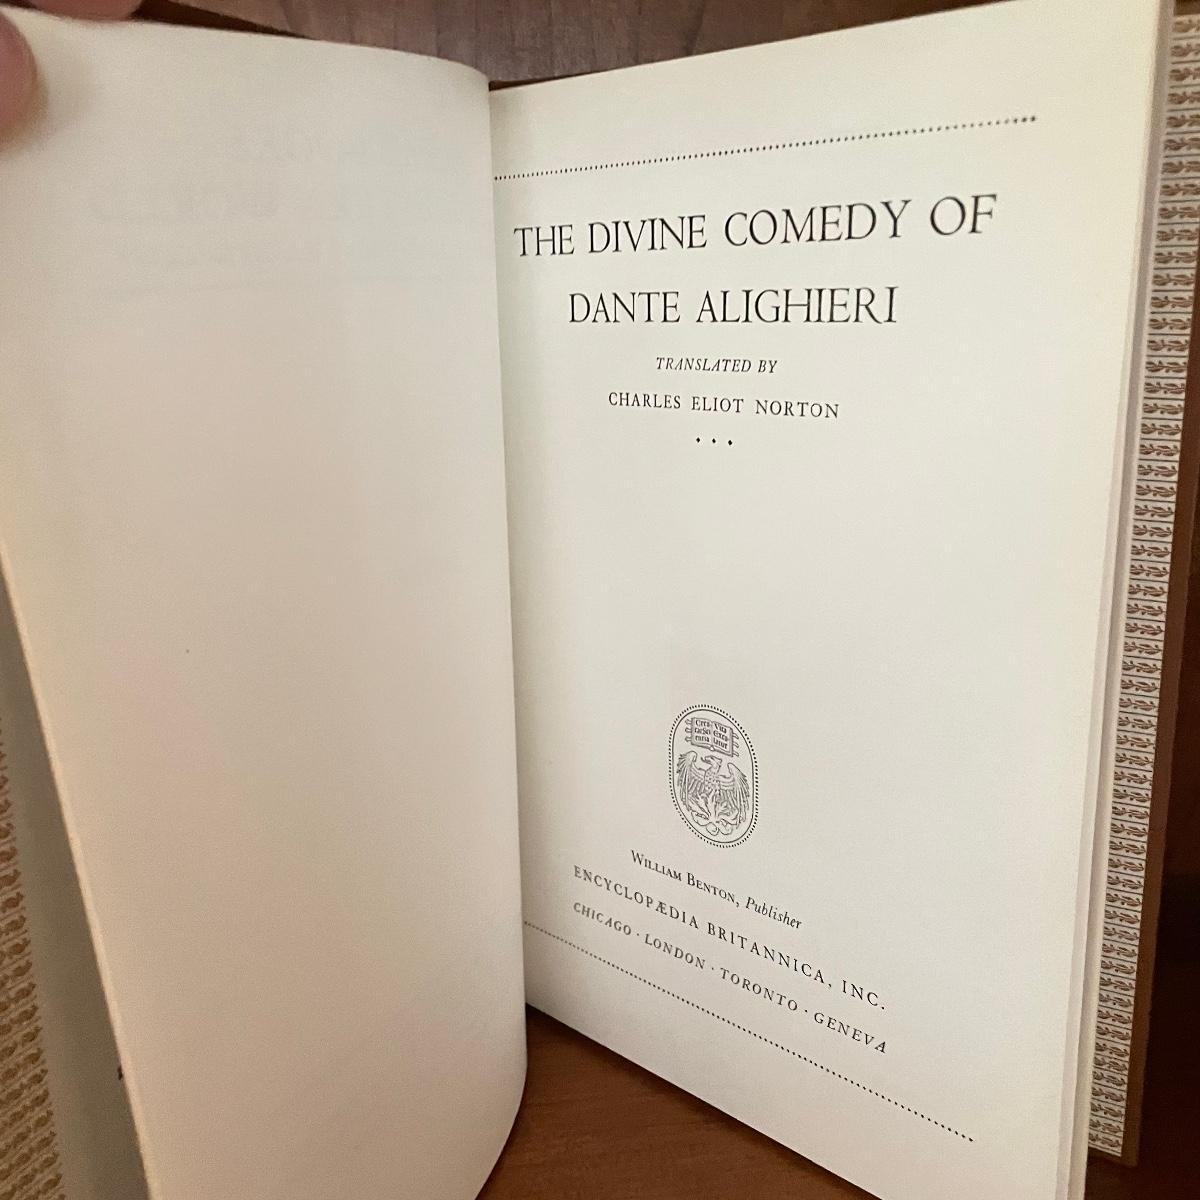 THE DIVINE COMEDY OF
DANTE ALIGHIERI
TRANSLATED BY
CHARLES ELIOT NORTON
William Benton, Publisher
ENCYCLOPÆDIA BRITANNICA, INC.
CHICAGO · LONDON · TORONTO · GENEVA